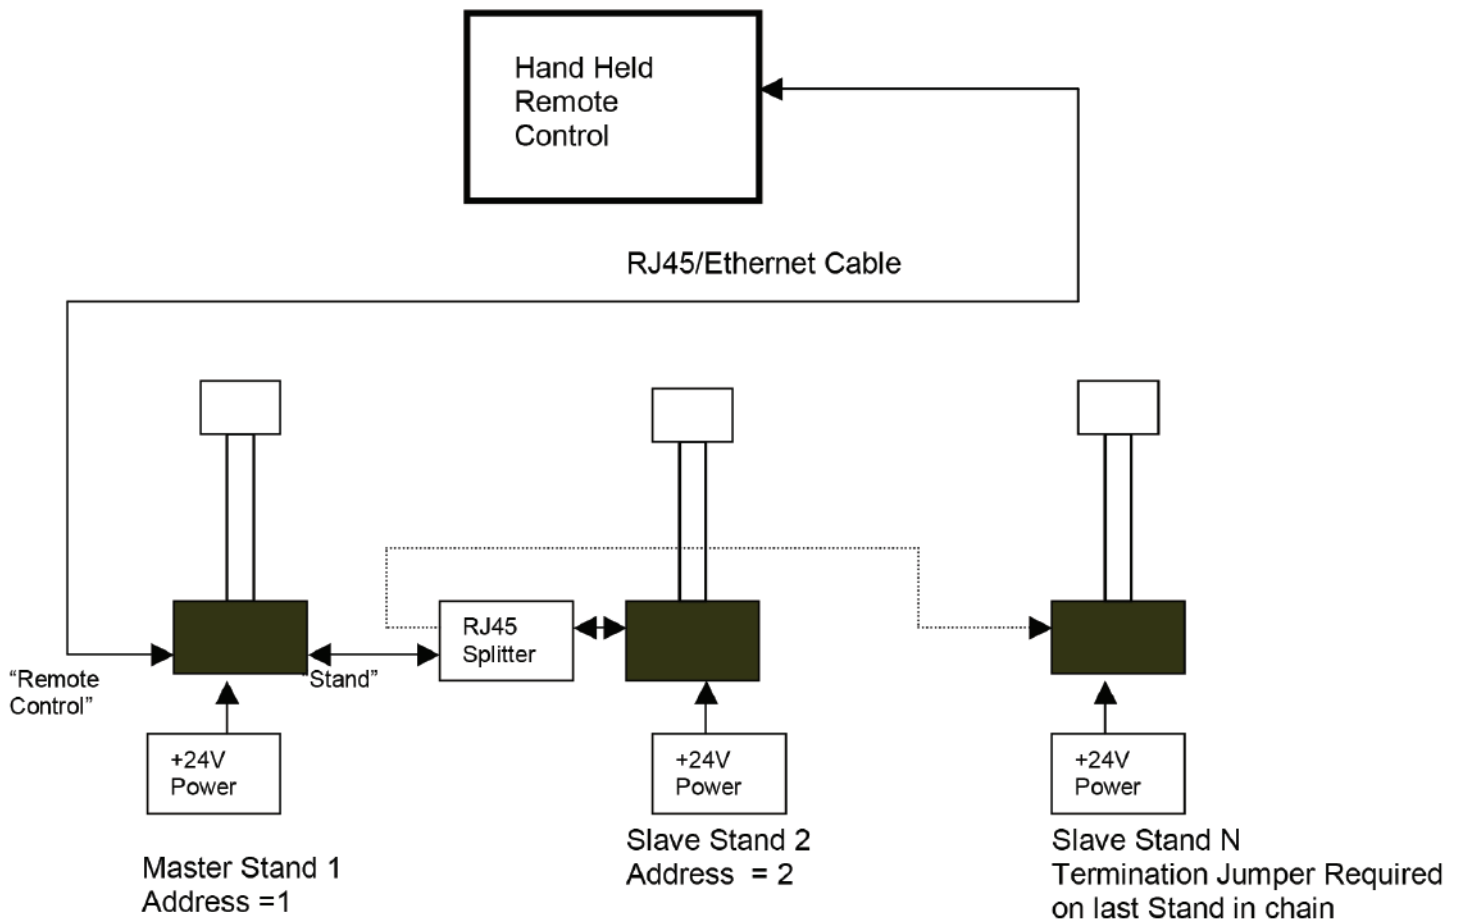 Hand Held
Remote
Control
RJ45/Ethernet Cable
RJ45
Splitter
“Remote
Control”
“Stand”
+24V
Power
+24V
Power
+24V
Power
Master Stand 1
Address =1
Slave Stand 2
Address = 2
Slave Stand N
Termination Jumper Required
on last Stand in chain